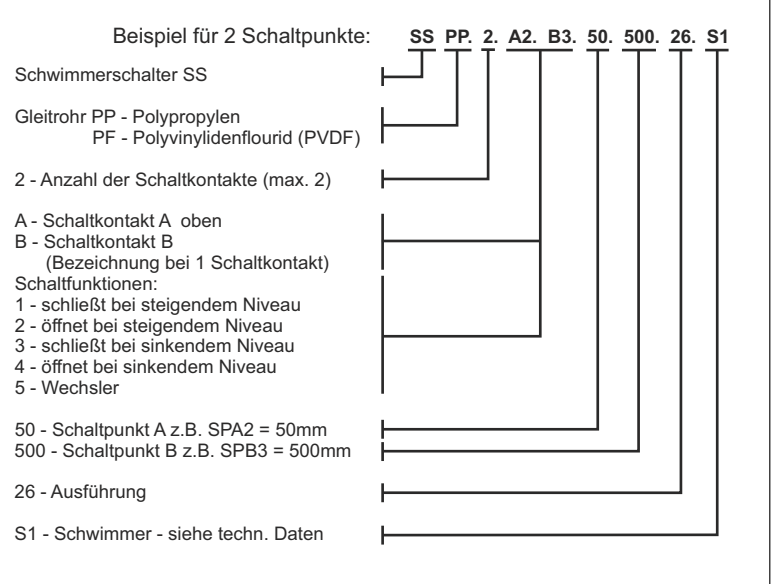 Beispiel für 2 Schaltpunkte: SS PP. 2. A2. B3. 50. 500. 26. S1
Schwimmerschalter SS
Gleitrohr PP - Polypropylen
PF - Polyvinylidenflourid (PVDF)
2 - Anzahl der Schaltkontakte (max. 2)
A - Schaltkontakt A oben
B - Schaltkontakt B
(Bezeichnung bei 1 Schaltkontakt)
Schaltfunktionen:
1 - schließt bei steigendem Niveau
2 - öffnet bei steigendem Niveau
3 - schließt bei sinkendem Niveau
4 - öffnet bei sinkendem Niveau
5 - Wechsler
50 - Schaltpunkt A z.B. SPA2 = 50mm
500 - Schaltpunkt B z.B. SPB3 = 500mm
26 - Ausführung
S1 - Schwimmer - siehe techn. Daten